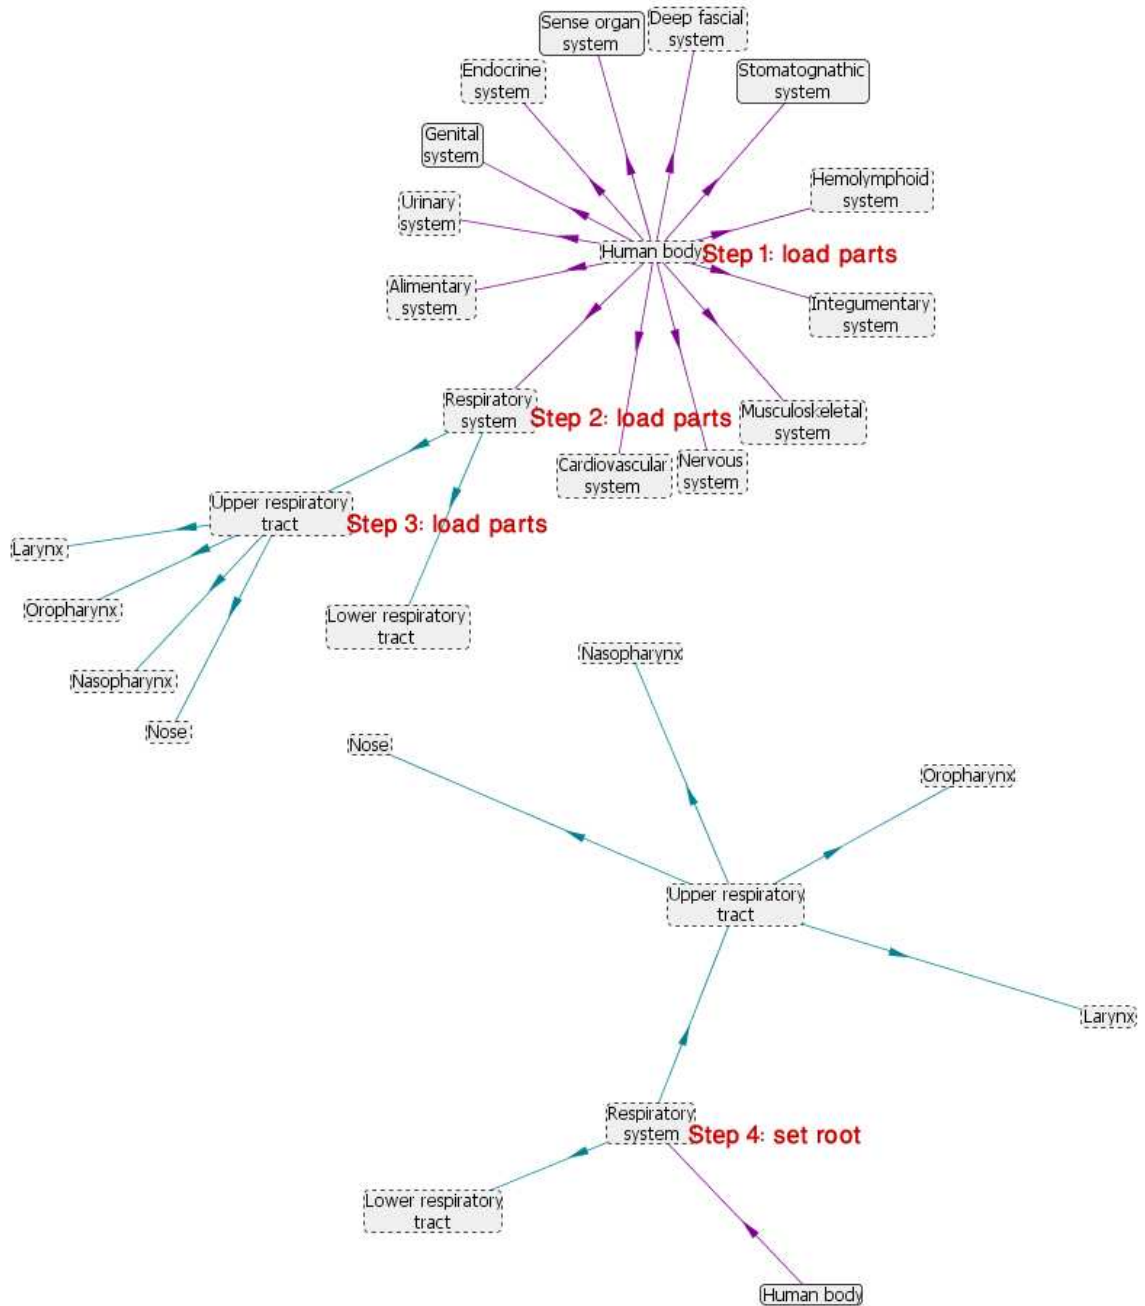 Sense organ
system
Deep fascial
system
Endocrine
system
Stomatognathic
system
Genital
system
Hemolymphoid
system
Urinary
system
Human body
Step 1: load parts
Alimentary
system
Integumentary
system
Respiratory
system
Step 2: load parts
Musculoskeletal
system
Cardiovascular
system
Nervous
system
Upper respiratory
tract
Step 3: load parts
Larynx
Oropharynx
Lower respiratory
tract
Nasopharynx
Nose
Nasopharynx
Nose
Oropharynx
Upper respiratory
tract
Larynx
Respiratory
system
Step 4: set root
Lower respiratory
tract
Human body